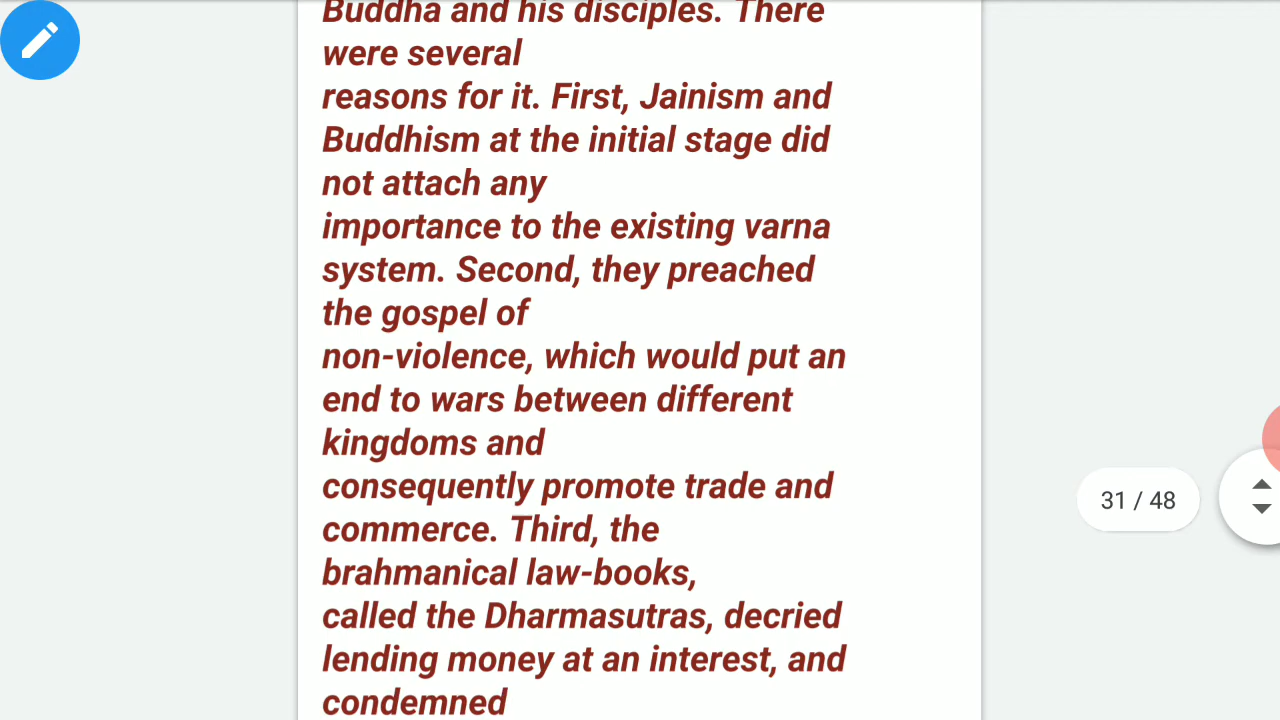 Buddha and his disciples. There
were several
reasons for it. First, Jainism and
Buddhism at the initial stage did
not attach any
importance to the existing varna
system. Second, they preached
the gospel of
non-violence, which would put an
end to wars between different
kingdoms and
consequently promote trade and
commerce. Third, the
brahmanical law-books,
called the Dharmasutras, decried
lending money at an interest, and
condemned
31 / 48